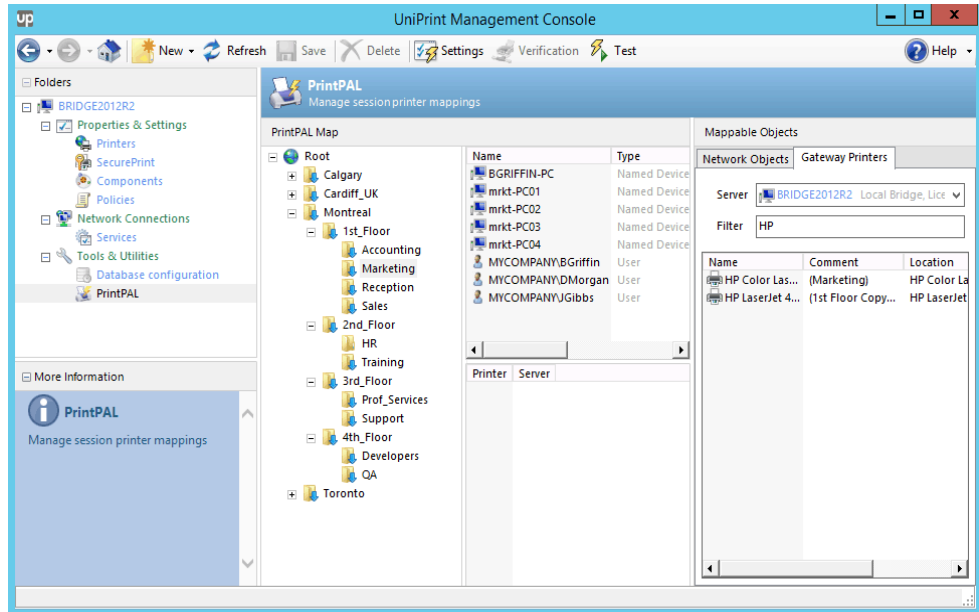 up UniPrint Management Console
New Refresh Save Delete Settings Verification Test Help
Folders
BRIDGE2012R2
Properties & Settings
Printers
SecurePrint
Components
Policies
Network Connections
Services
Tools & Utilities
Database configuration
PrintPAL
More Information
PrintPAL
Manage session printer mappings
PrintPAL
Manage session printer mappings
PrintPAL Map
Root
Calgary
Cardiff_UK
Montreal
1st_Floor
Accounting
Marketing
Reception
Sales
2nd_Floor
HR
Training
3rd_Floor
Prof_Services
Support
4th_Floor
Developers
QA
Toronto
Name Type
BGRIFFIN-PC Named Device
mrkt-PC01 Named Device
mrkt-PC02 Named Device
mrkt-PC03 Named Device
mrkt-PC04 Named Device
MYCOMPANY\BGriffin User
MYCOMPANY\DMorgan User
MYCOMPANY\JGibbs User
Printer Server
Mappable Objects
Network Objects Gateway Printers
Server BRIDGE2012R2 Local Bridge, Lice
Filter HP
Name Comment Location
HP Color Las... (Marketing) HP Color La
HP LaserJet 4... (1st Floor Copy... HP LaserJet